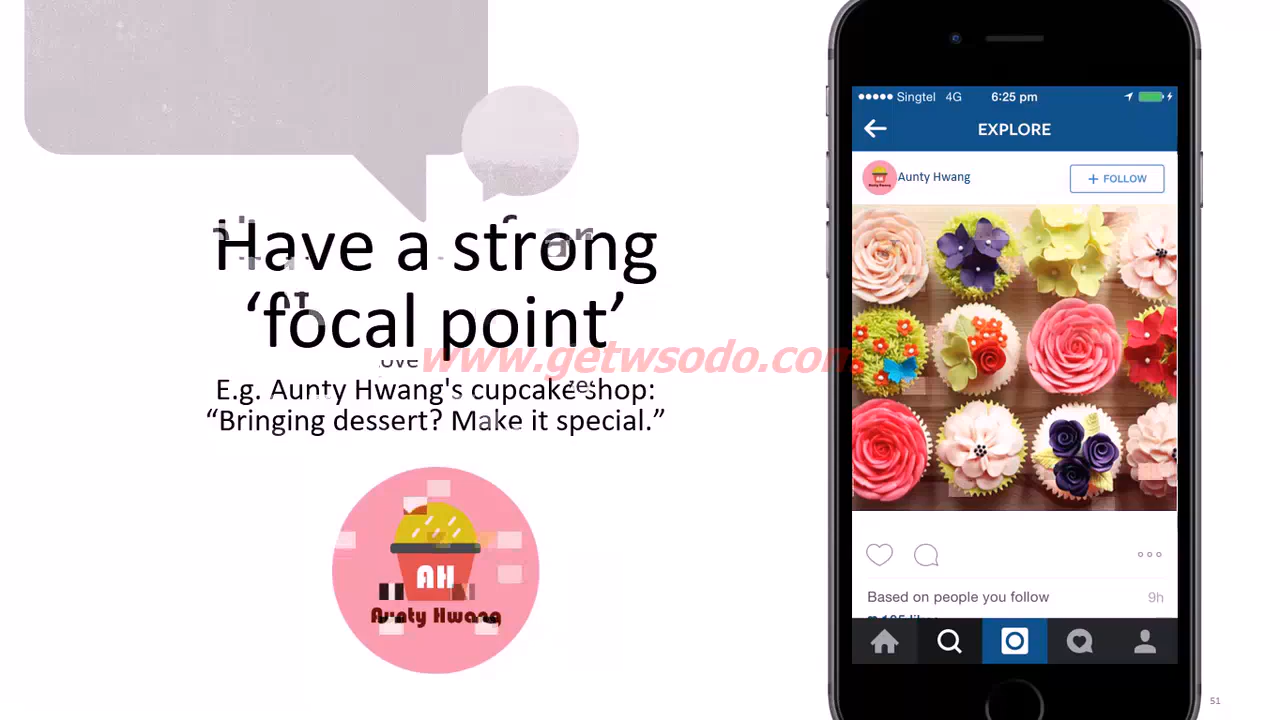 Have a strong
‘focal point’
E.g. Aunty Hwang's cupcake shop:
“Bringing dessert? Make it special.”
AH
Aunty Hwang
www.getwsodo.com
Singtel 4G 6:25 pm
EXPLORE
Aunty Hwang + FOLLOW
Based on people you follow 9h
51